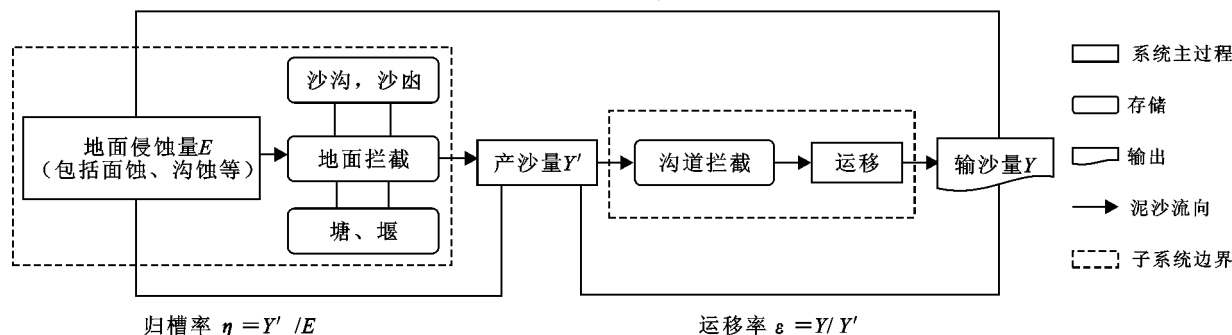 沙沟，沙凼
地面侵蚀量E
（包括面蚀、沟蚀等）
地面拦截
塘、堰
产沙量Y′
沟道拦截
运移
输沙量Y
系统主过程
存储
输出
泥沙流向
子系统边界
归槽率 η =Y′ /E
运移率 ε =Y/ Y′